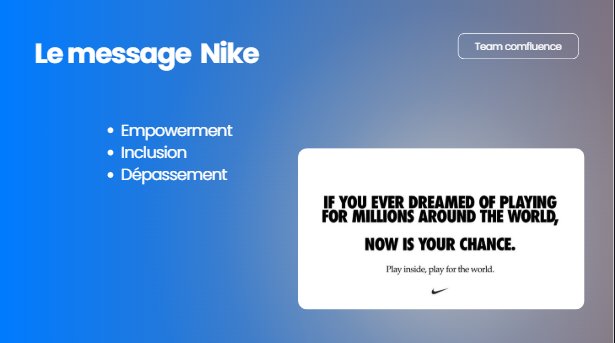 Le message Nike
Team comfluence
Empowerment
Inclusion
Dépassement
IF YOU EVER DREAMED OF PLAYING
FOR MILLIONS AROUND THE WORLD,
NOW IS YOUR CHANCE.
Play inside, play for the world.